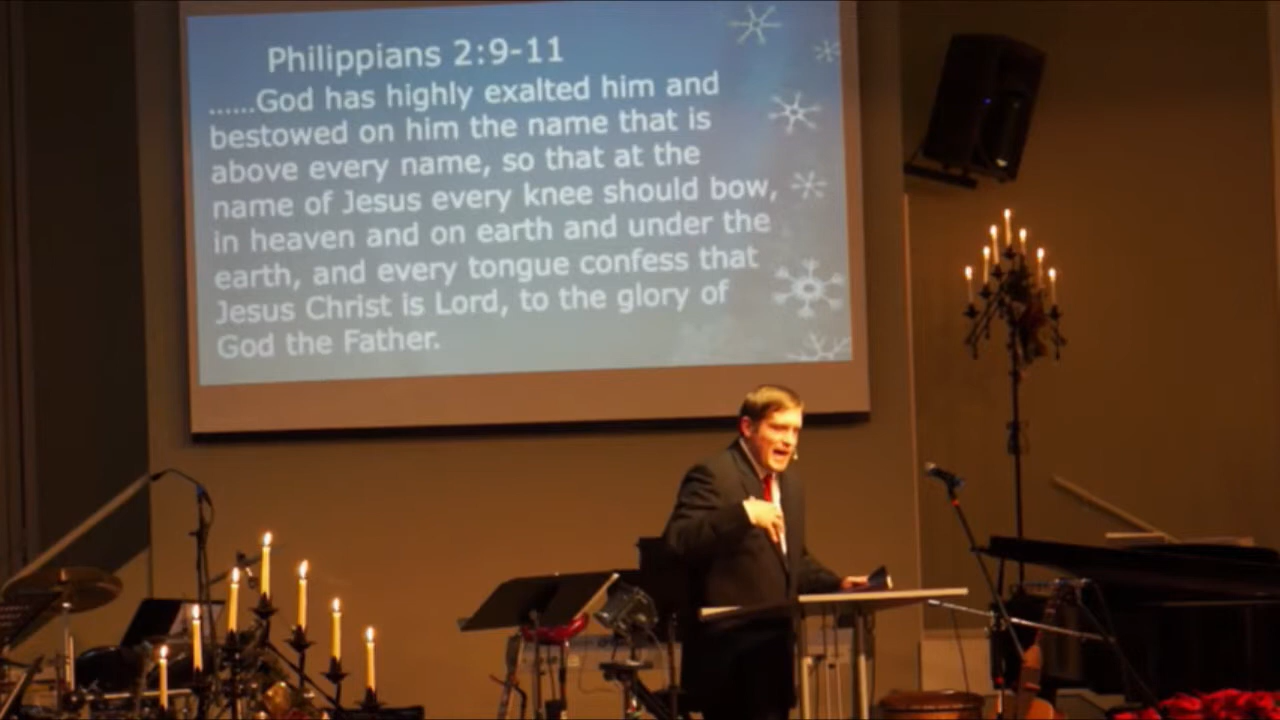 Philippians 2:9-11
......God has highly exalted him and
bestowed on him the name that is
above every name, so that at the
name of Jesus every knee should bow,
in heaven and on earth and under the
earth, and every tongue confess that
Jesus Christ is Lord, to the glory of
God the Father.